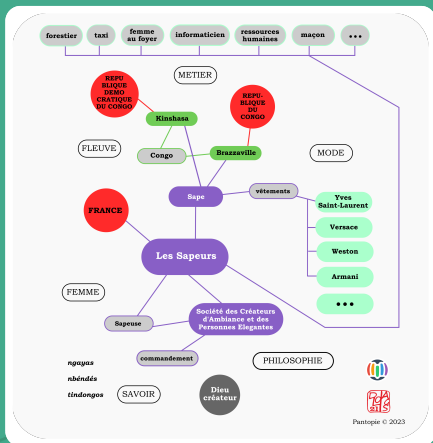 forestier
taxi
femme
au foyer
informaticien
ressources
humaines
maçon
•••
METIER
REPU
BLIQUE
DEMO
CRATIQUE
DU CONGO
REPU-
BLIQUE
DU
CONGO
Kinshasa
FLEUVE
Congo
Brazzaville
MODE
Sape
vêtements
Yves
Saint-Laurent
FRANCE
Versace
Weston
Les Sapeurs
Armani
FEMME
•••
Sapeuse
Société des Créateurs
d'Ambiance et des
Personnes Elegantes
commandement
PHILOSOPHIE
ngayas
nbéndés
tindongos
SAVOIR
Dieu
créateur
Pantopie © 2023